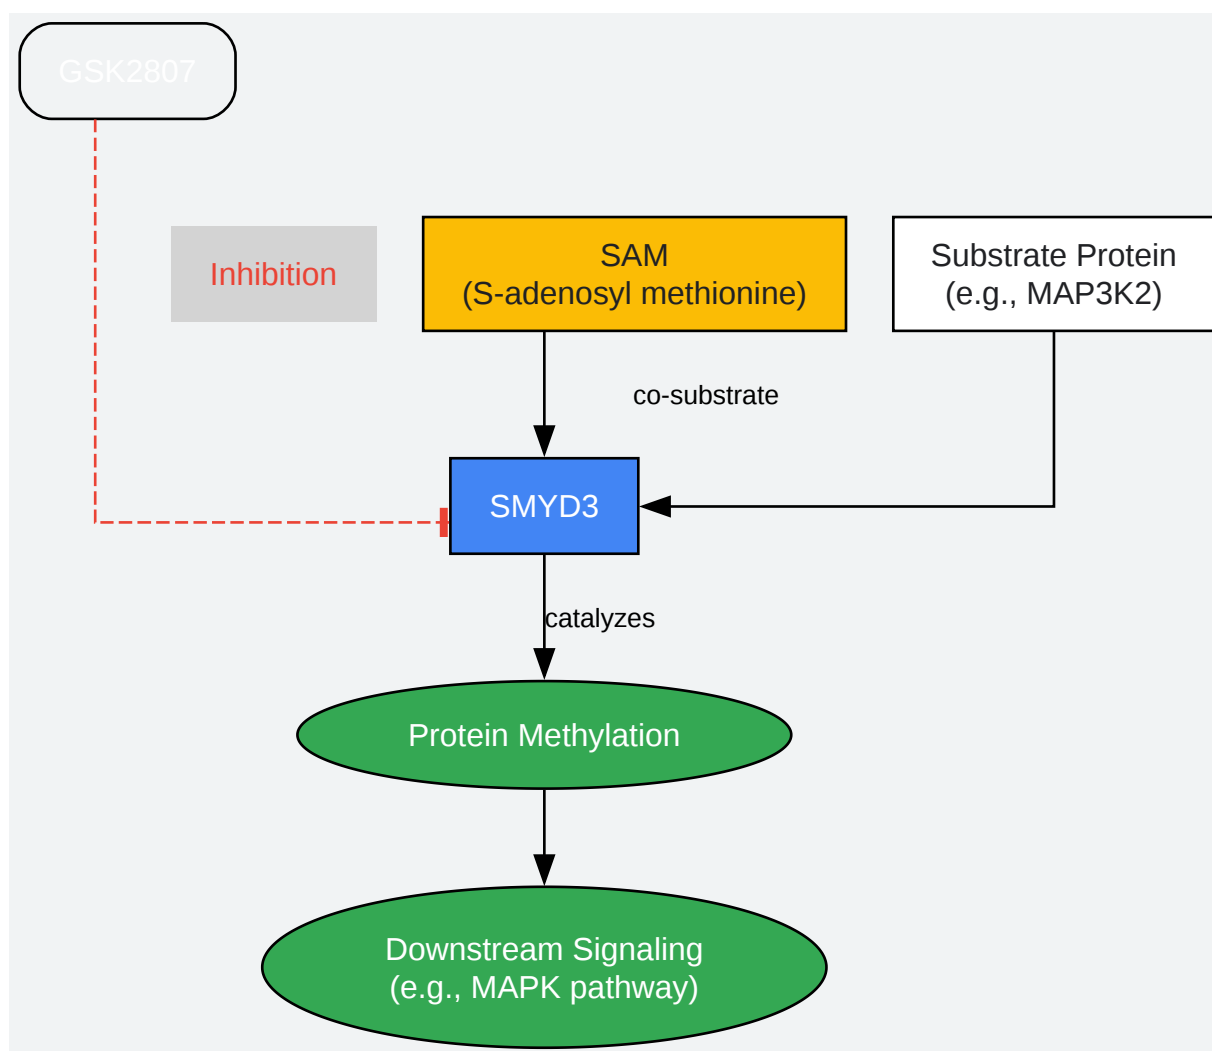 GSK2807
Inhibition
SAM
(S-adenosyl methionine)
Substrate Protein
(e.g., MAP3K2)
co-substrate
SMYD3
catalyzes
Protein Methylation
Downstream Signaling
(e.g., MAPK pathway)